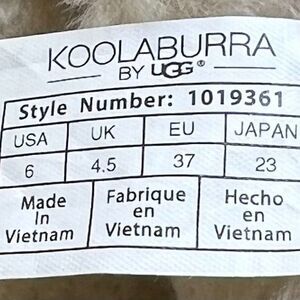 KOOLABURRA
BY UGG®
Style Number: 1019361
USA UK EU JAPAN
6 4.5 37 23
Made Fabrique Hecho
In en en
Vietnam Vietnam Vietnam